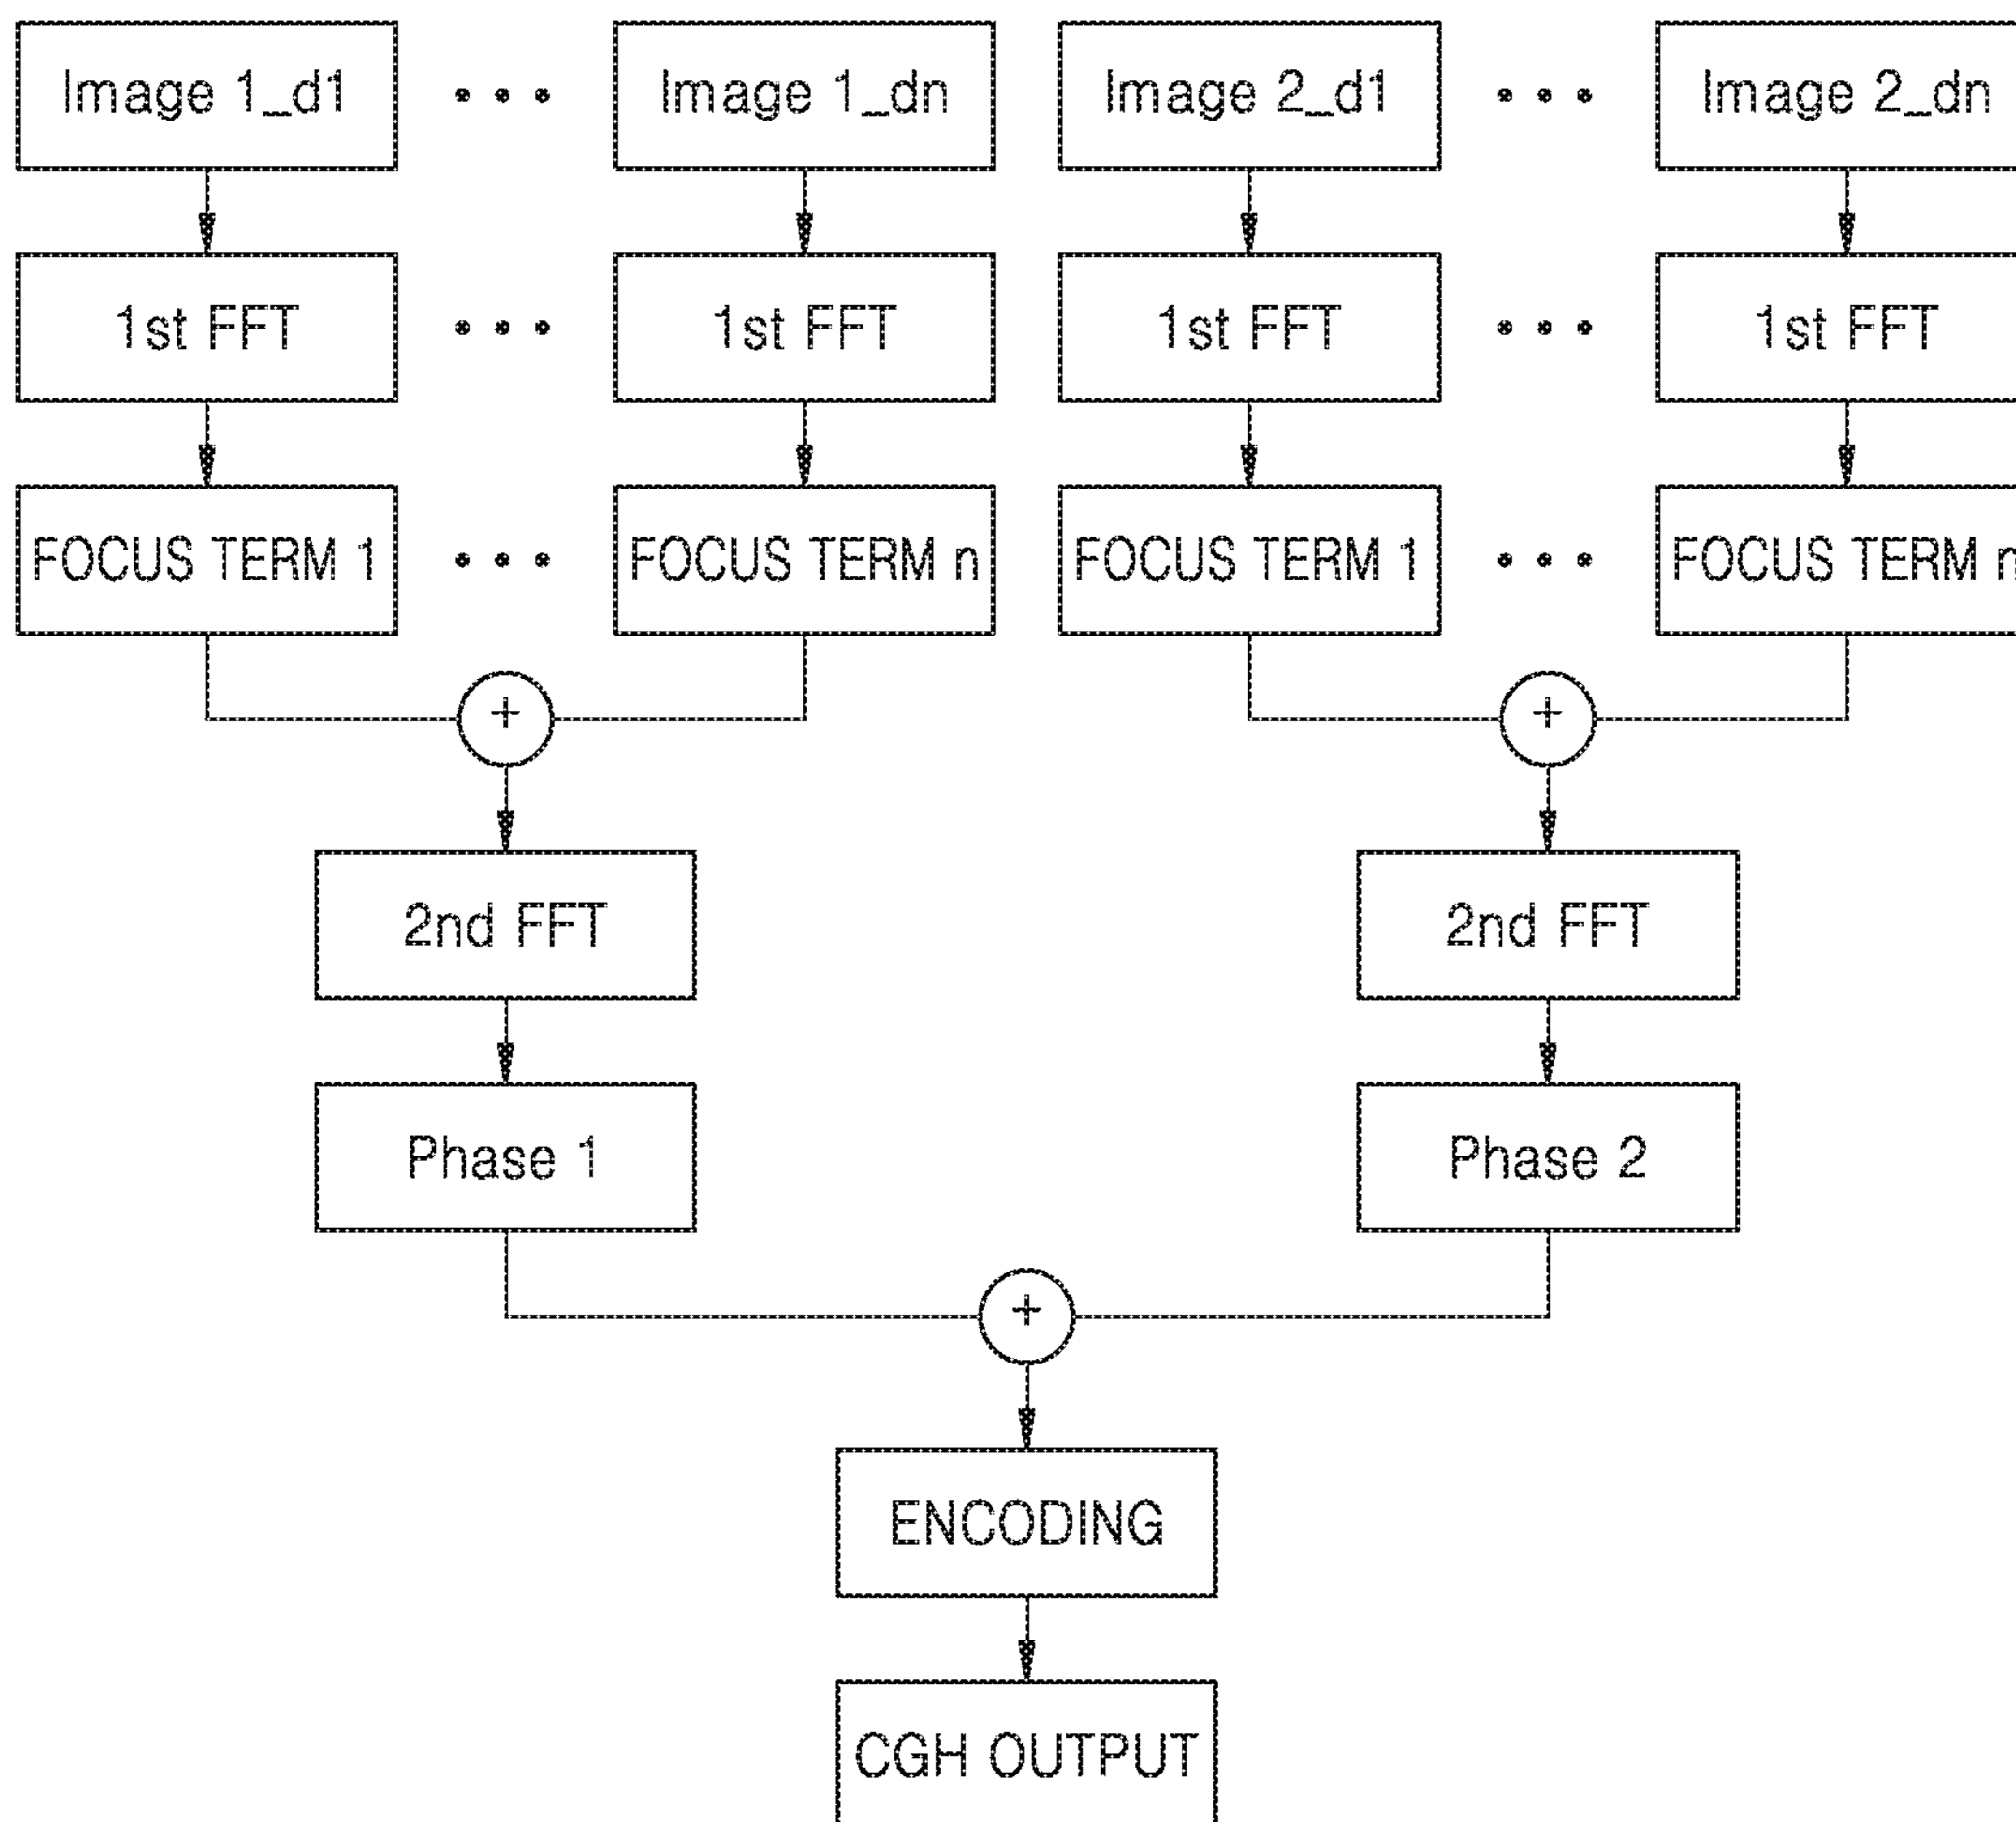 Image 1_d1 • • • Image 1_dn Image 2_d1 • • • Image 2_dn
1st FFT • • • 1st FFT 1st FFT • • • 1st FFT
FOCUS TERM 1 • • • FOCUS TERM n FOCUS TERM 1 • • • FOCUS TERM n
+ +
2nd FFT 2nd FFT
Phase 1 Phase 2
+
ENCODING
CGH OUTPUT